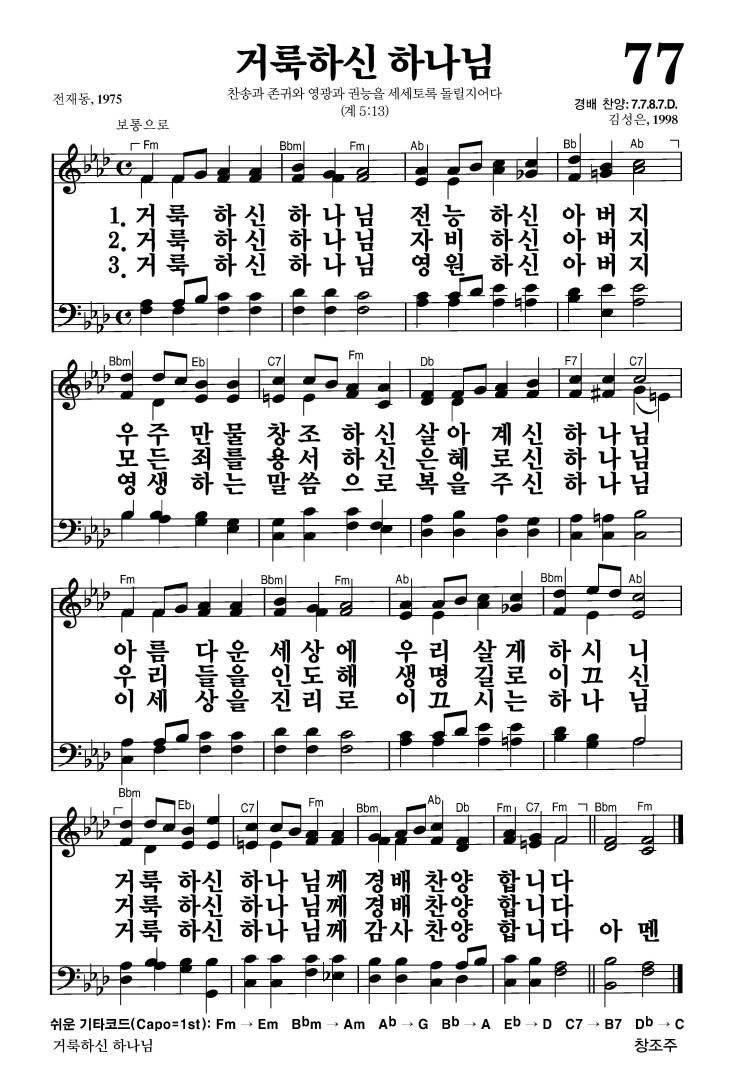 거룩하신 하나님
77
찬송과 존귀와 영광과 권능을 세세토록 돌릴지어다
(계 5:13)
전재동, 1975
경배 찬양: 7.7.8.7.D.
김성은, 1998
보통으로
Fm Bbm Fm Ab Bb Ab
1. 거룩 하신 하나님 전능 하신 아버지
2. 거룩 하신 하나님 자비 하신 아버지
3. 거룩 하신 하나님 영원 하신 아버지
Bbm Eb C7 Fm Db F7 C7
우주 만물 창조 하신 살아 계신 하나님
모든 죄를 용서 하신 은혜 로신 하나님
영생 하는 말씀 으로 복을 주신 하나님
Fm Bbm Fm Ab Bbm Ab
아름 다운 세상에 우리 살게 하시니
우리 들을 인도해 생명 길로 이끄신
이세 상을 진리로 이끄 시는 하나님
Bbm Eb C7 Fm Bbm Ab Db Fm C7 Fm Bbm Fm
거룩 하신 하나 님께 경배 찬양 합니다
거룩 하신 하나 님께 경배 찬양 합니다
거룩 하신 하나 님께 감사 찬양 합니다 아 멘
쉬운 기타코드(Capo=1st): Fm → Em Bbm → Am Ab → G Bb → A Eb → D C7 → B7 Db → C
거룩하신 하나님
창조주